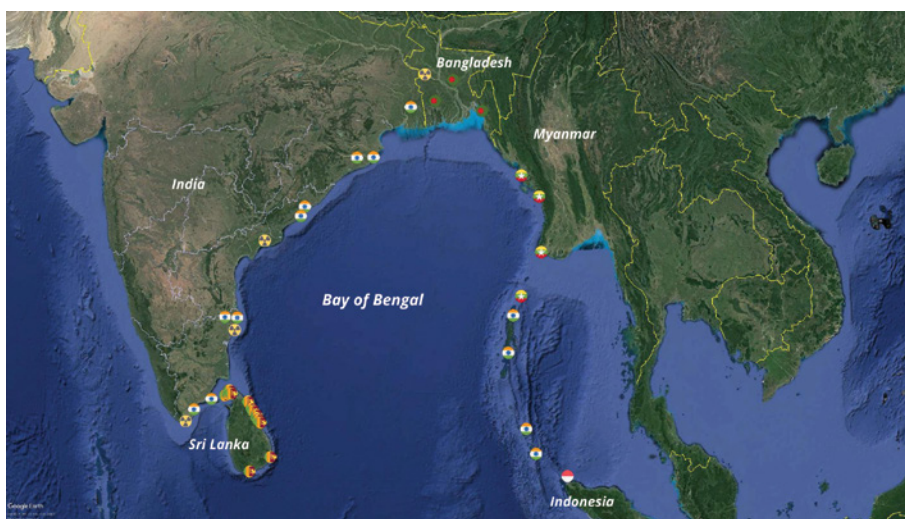 Bangladesh
Myanmar
India
Bay of Bengal
Sri Lanka
Indonesia
Google Earth